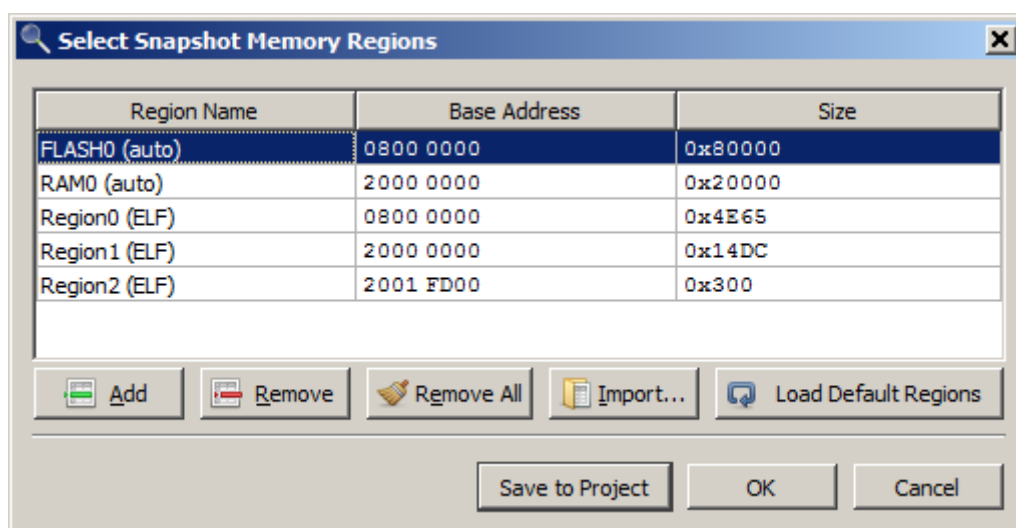 Select Snapshot Memory Regions
Region Name Base Address Size
FLASH0 (auto) 0800 0000 0x80000
RAM0 (auto) 2000 0000 0x20000
Region0 (ELF) 0800 0000 0x4E65
Region1 (ELF) 2000 0000 0x14DC
Region2 (ELF) 2001 FD00 0x300
Add Remove Remove All Import... Load Default Regions
Save to Project OK Cancel